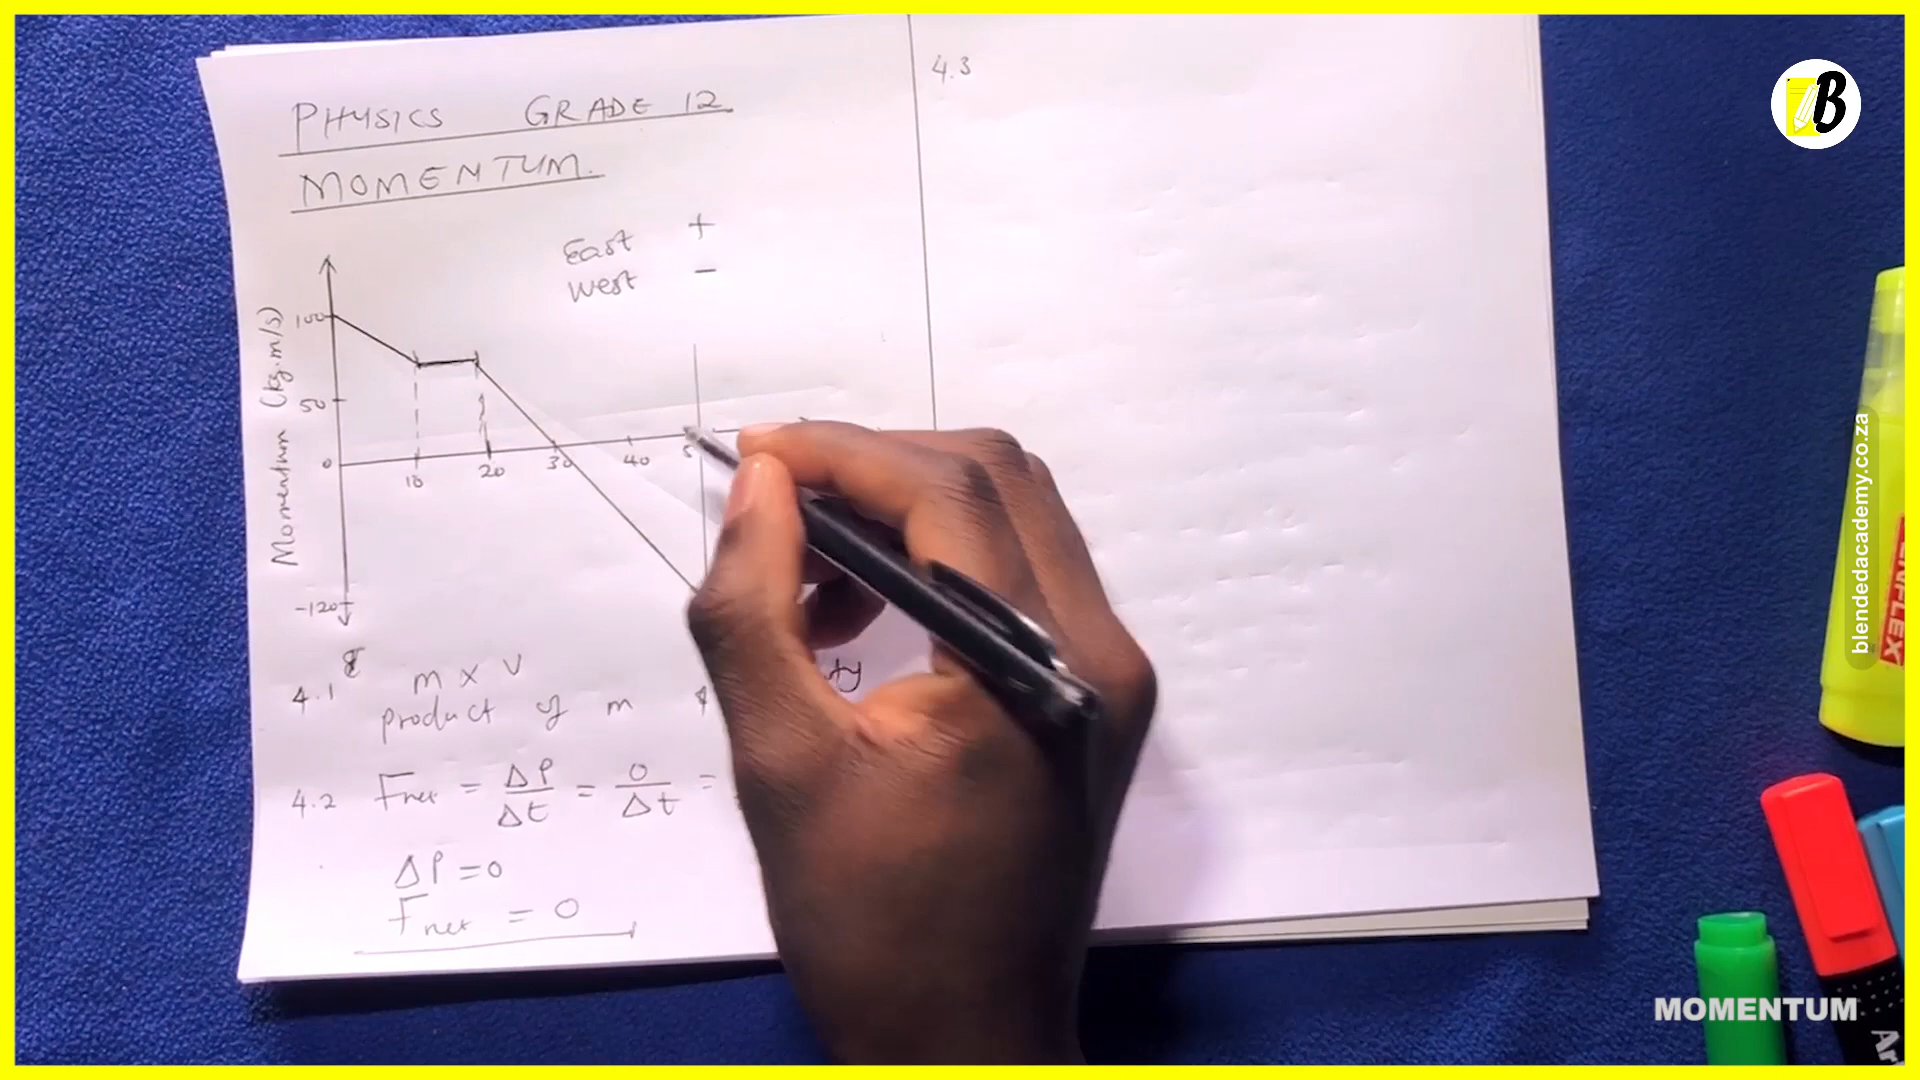 PHYSICS GRADE 12
MOMENTUM.
East +
West −
Momentum (kg.m/s)
100
50
0
-120
10
20
30
40
4.1
m x v
product of m
4.2 Fnet = ΔP/Δt = 0/Δt =
ΔP = 0
Fnet = 0
4.3
B
blendedacademy.co.za
MOMENTUM